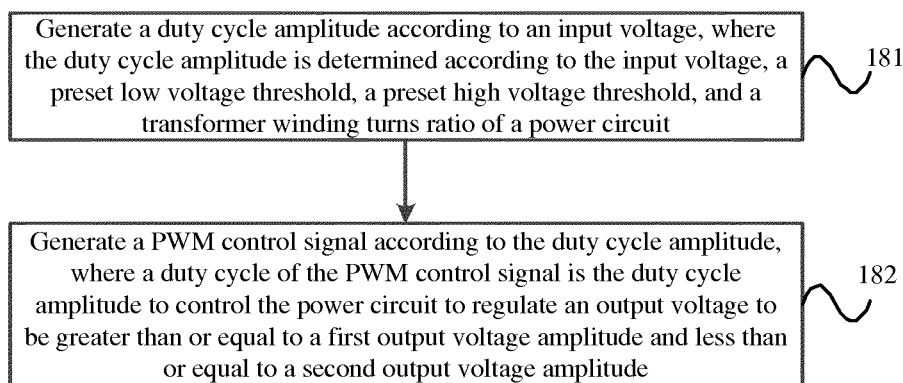 Generate a duty cycle amplitude according to an input voltage, where
the duty cycle amplitude is determined according to the input voltage, a
preset low voltage threshold, a preset high voltage threshold, and a
transformer winding turns ratio of a power circuit
181
Generate a PWM control signal according to the duty cycle amplitude,
where a duty cycle of the PWM control signal is the duty cycle
amplitude to control the power circuit to regulate an output voltage to
be greater than or equal to a first output voltage amplitude and less than
or equal to a second output voltage amplitude
182